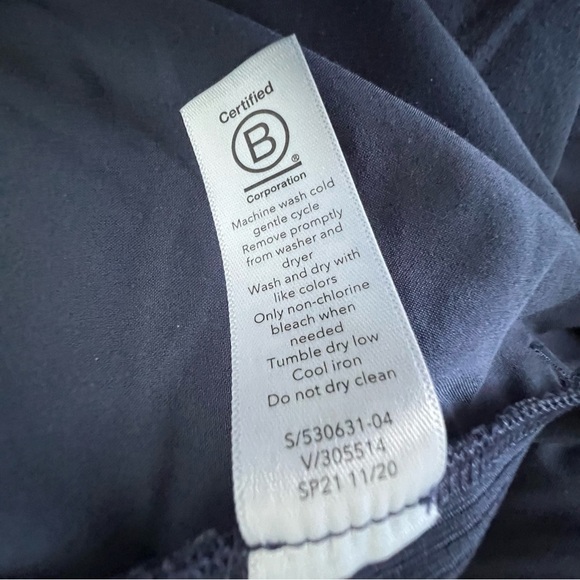 Certified
B
®
Corporation
Machine wash cold
gentle cycle
Remove promptly
from washer and
dryer
Wash and dry with
like colors
Only non-chlorine
bleach when
needed
Tumble dry low
Cool iron
Do not dry clean
S/530631-04
V/305514
SP21 11/20